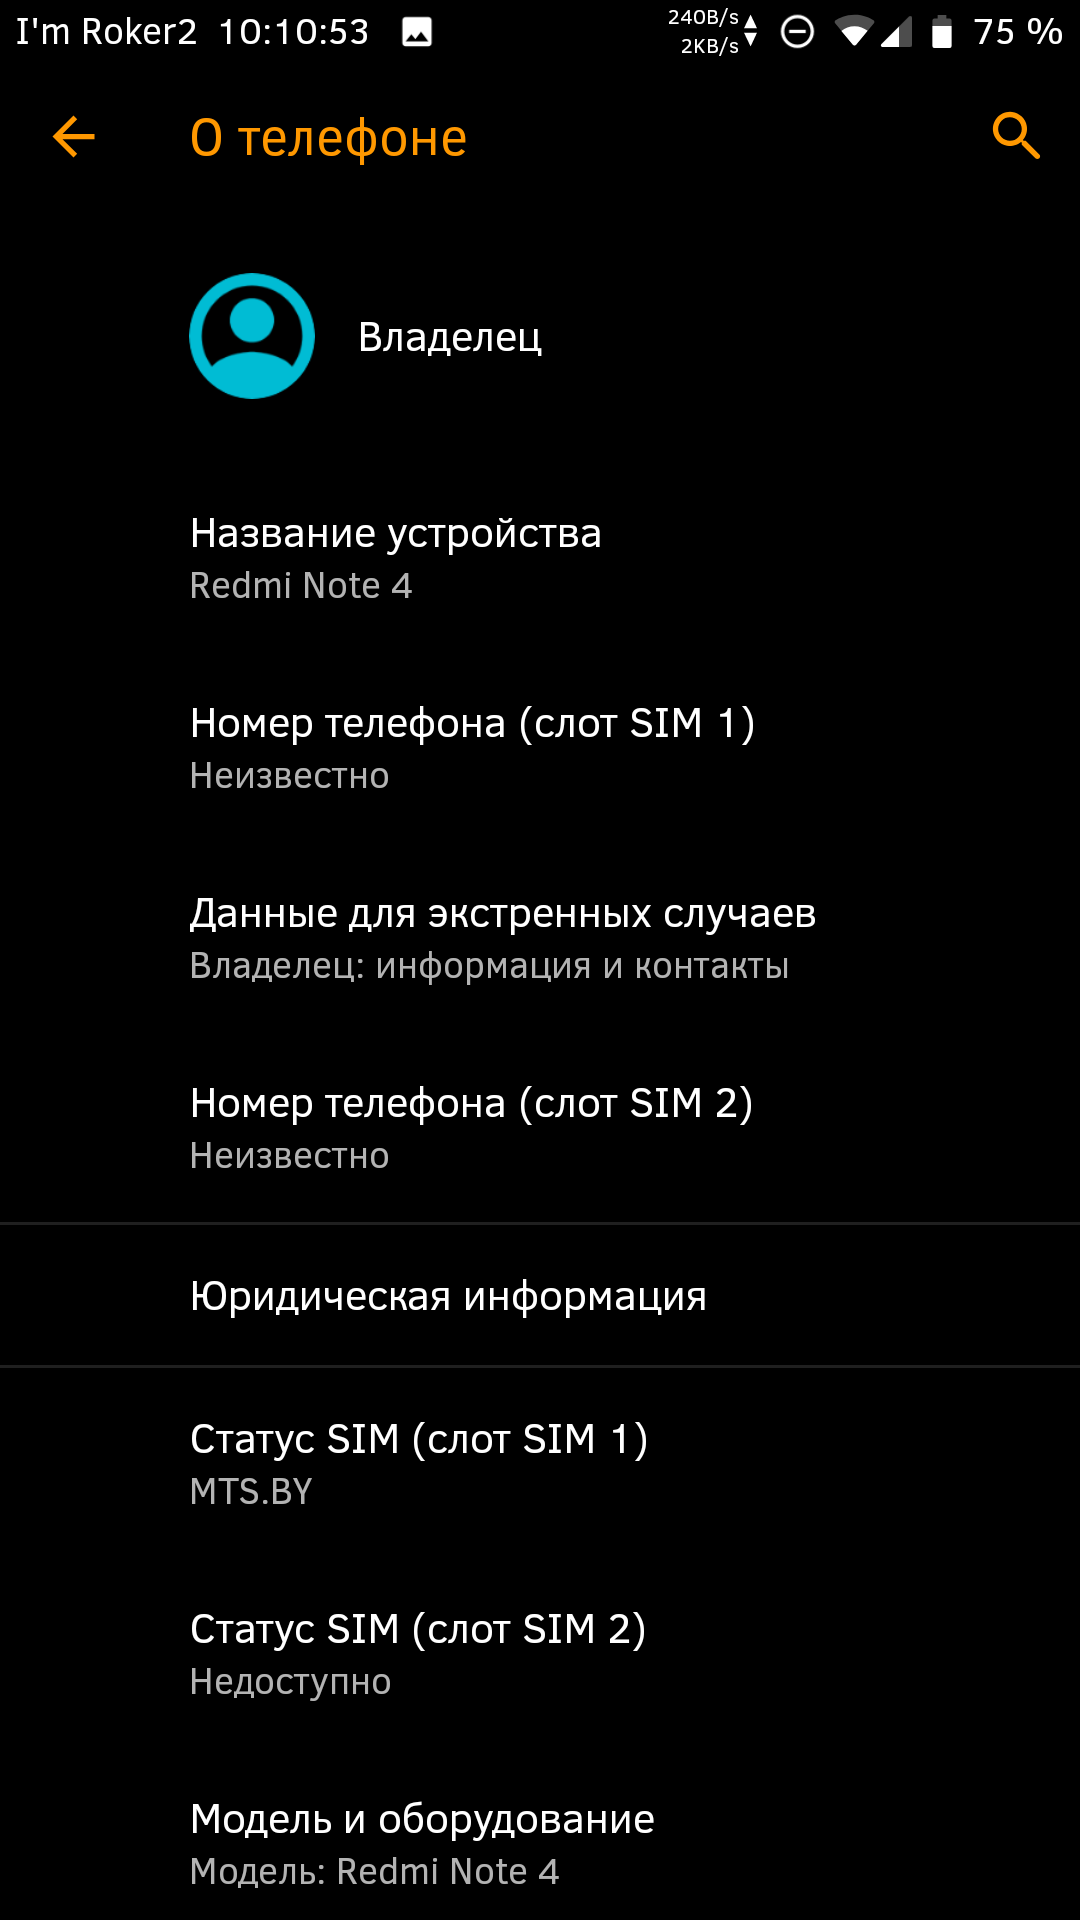 I'm Roker2 10:10:53 240B/s 2KB/s 75 %
О телефоне
Владелец
Название устройства
Redmi Note 4
Номер телефона (слот SIM 1)
Неизвестно
Данные для экстренных случаев
Владелец: информация и контакты
Номер телефона (слот SIM 2)
Неизвестно
Юридическая информация
Статус SIM (слот SIM 1)
MTS.BY
Статус SIM (слот SIM 2)
Недоступно
Модель и оборудование
Модель: Redmi Note 4